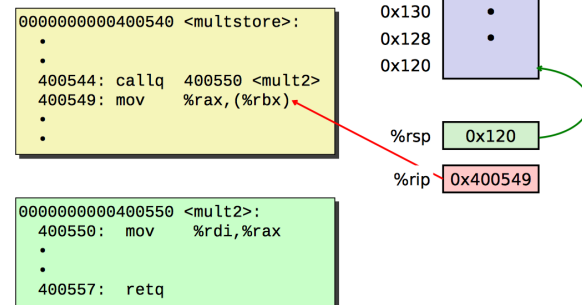 0000000000400540 <multstore>:
•
•
400544: callq 400550 <mult2>
400549: mov %rax,(%rbx)
•
•
0000000000400550 <mult2>:
400550: mov %rdi,%rax
•
•
400557: retq
0x130 •
0x128 •
0x120
%rsp 0x120
%rip 0x400549